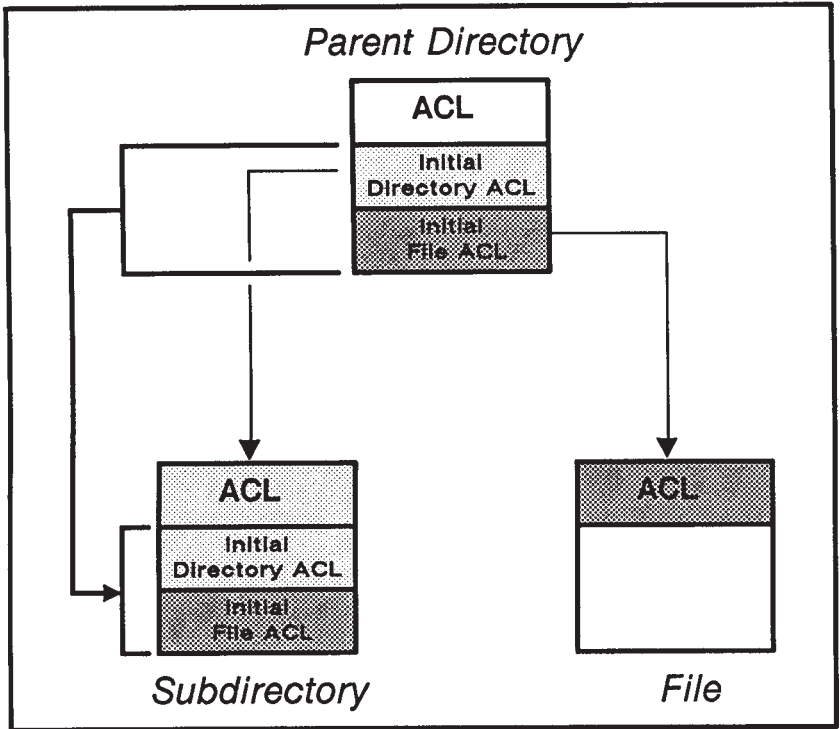 Parent Directory
ACL
Initial
Directory ACL
Initial
File ACL
ACL
Initial
Directory ACL
Initial
File ACL
Subdirectory
ACL
File